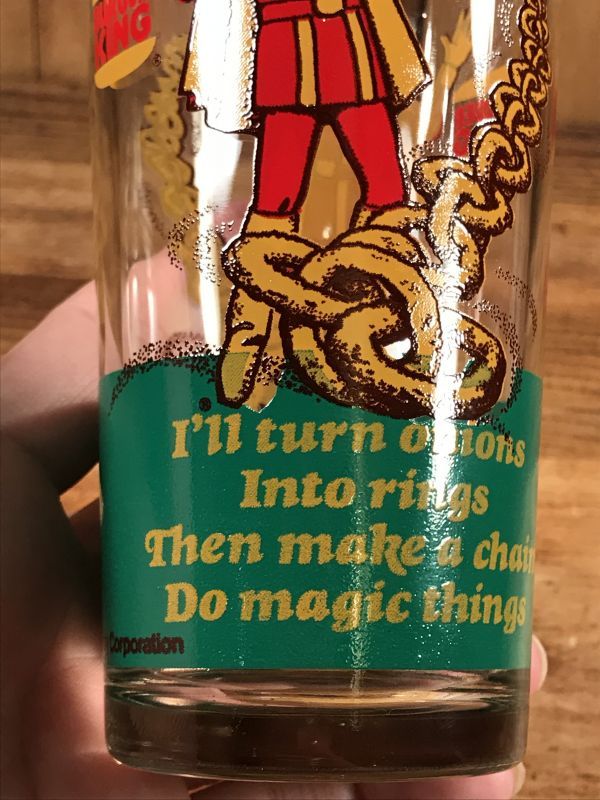 KING
®
I'll turn onions
Into rings
Then make a chain
Do magic things
Corporation